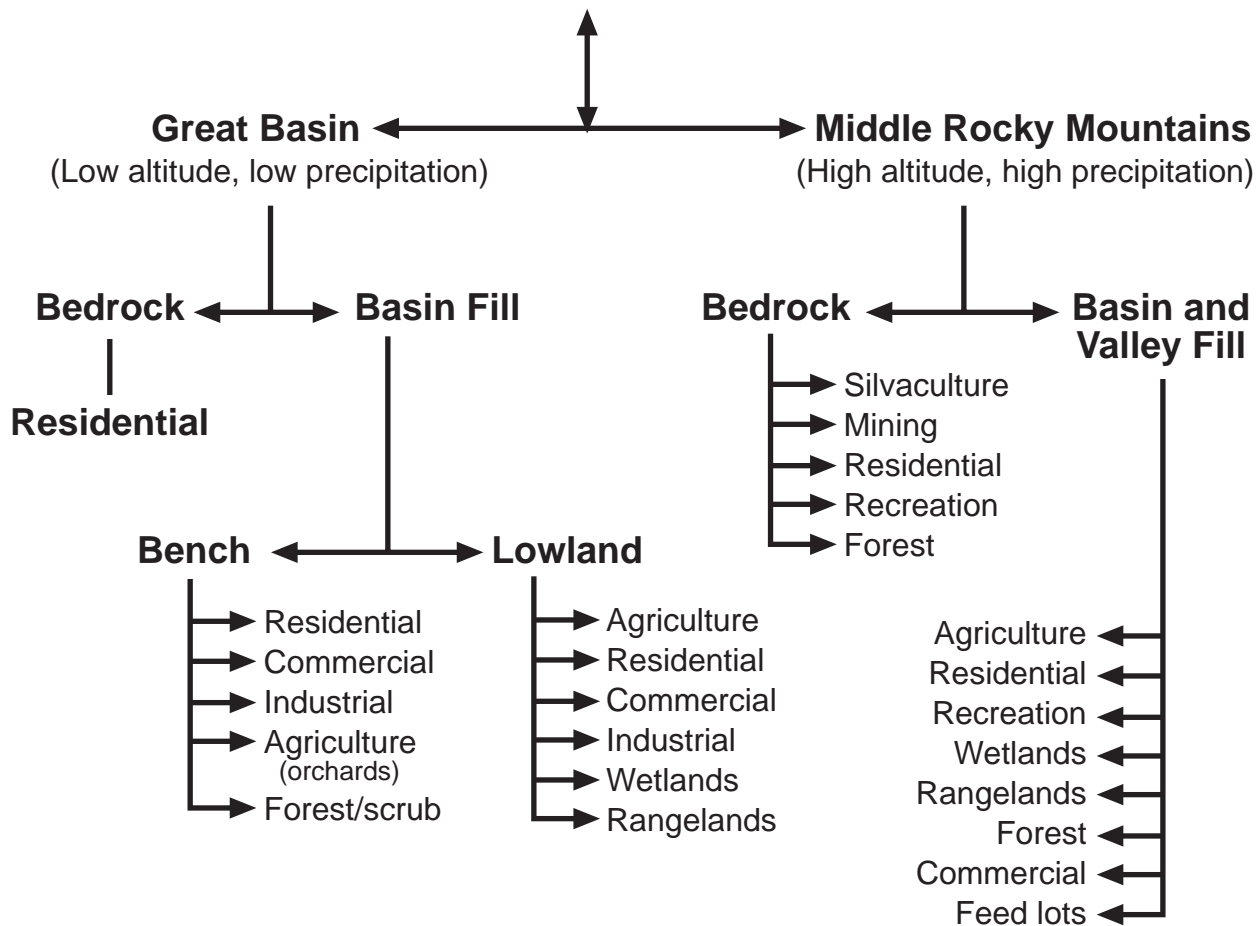 Great Basin
(Low altitude, low precipitation)
Middle Rocky Mountains
(High altitude, high precipitation)
Bedrock
Basin Fill
Residential
Bench
Residential
Commercial
Industrial
Agriculture
(orchards)
Forest/scrub
Lowland
Agriculture
Residential
Commercial
Industrial
Wetlands
Rangelands
Bedrock
Silvaculture
Mining
Residential
Recreation
Forest
Basin and
Valley Fill
Agriculture
Residential
Recreation
Wetlands
Rangelands
Forest
Commercial
Feed lots